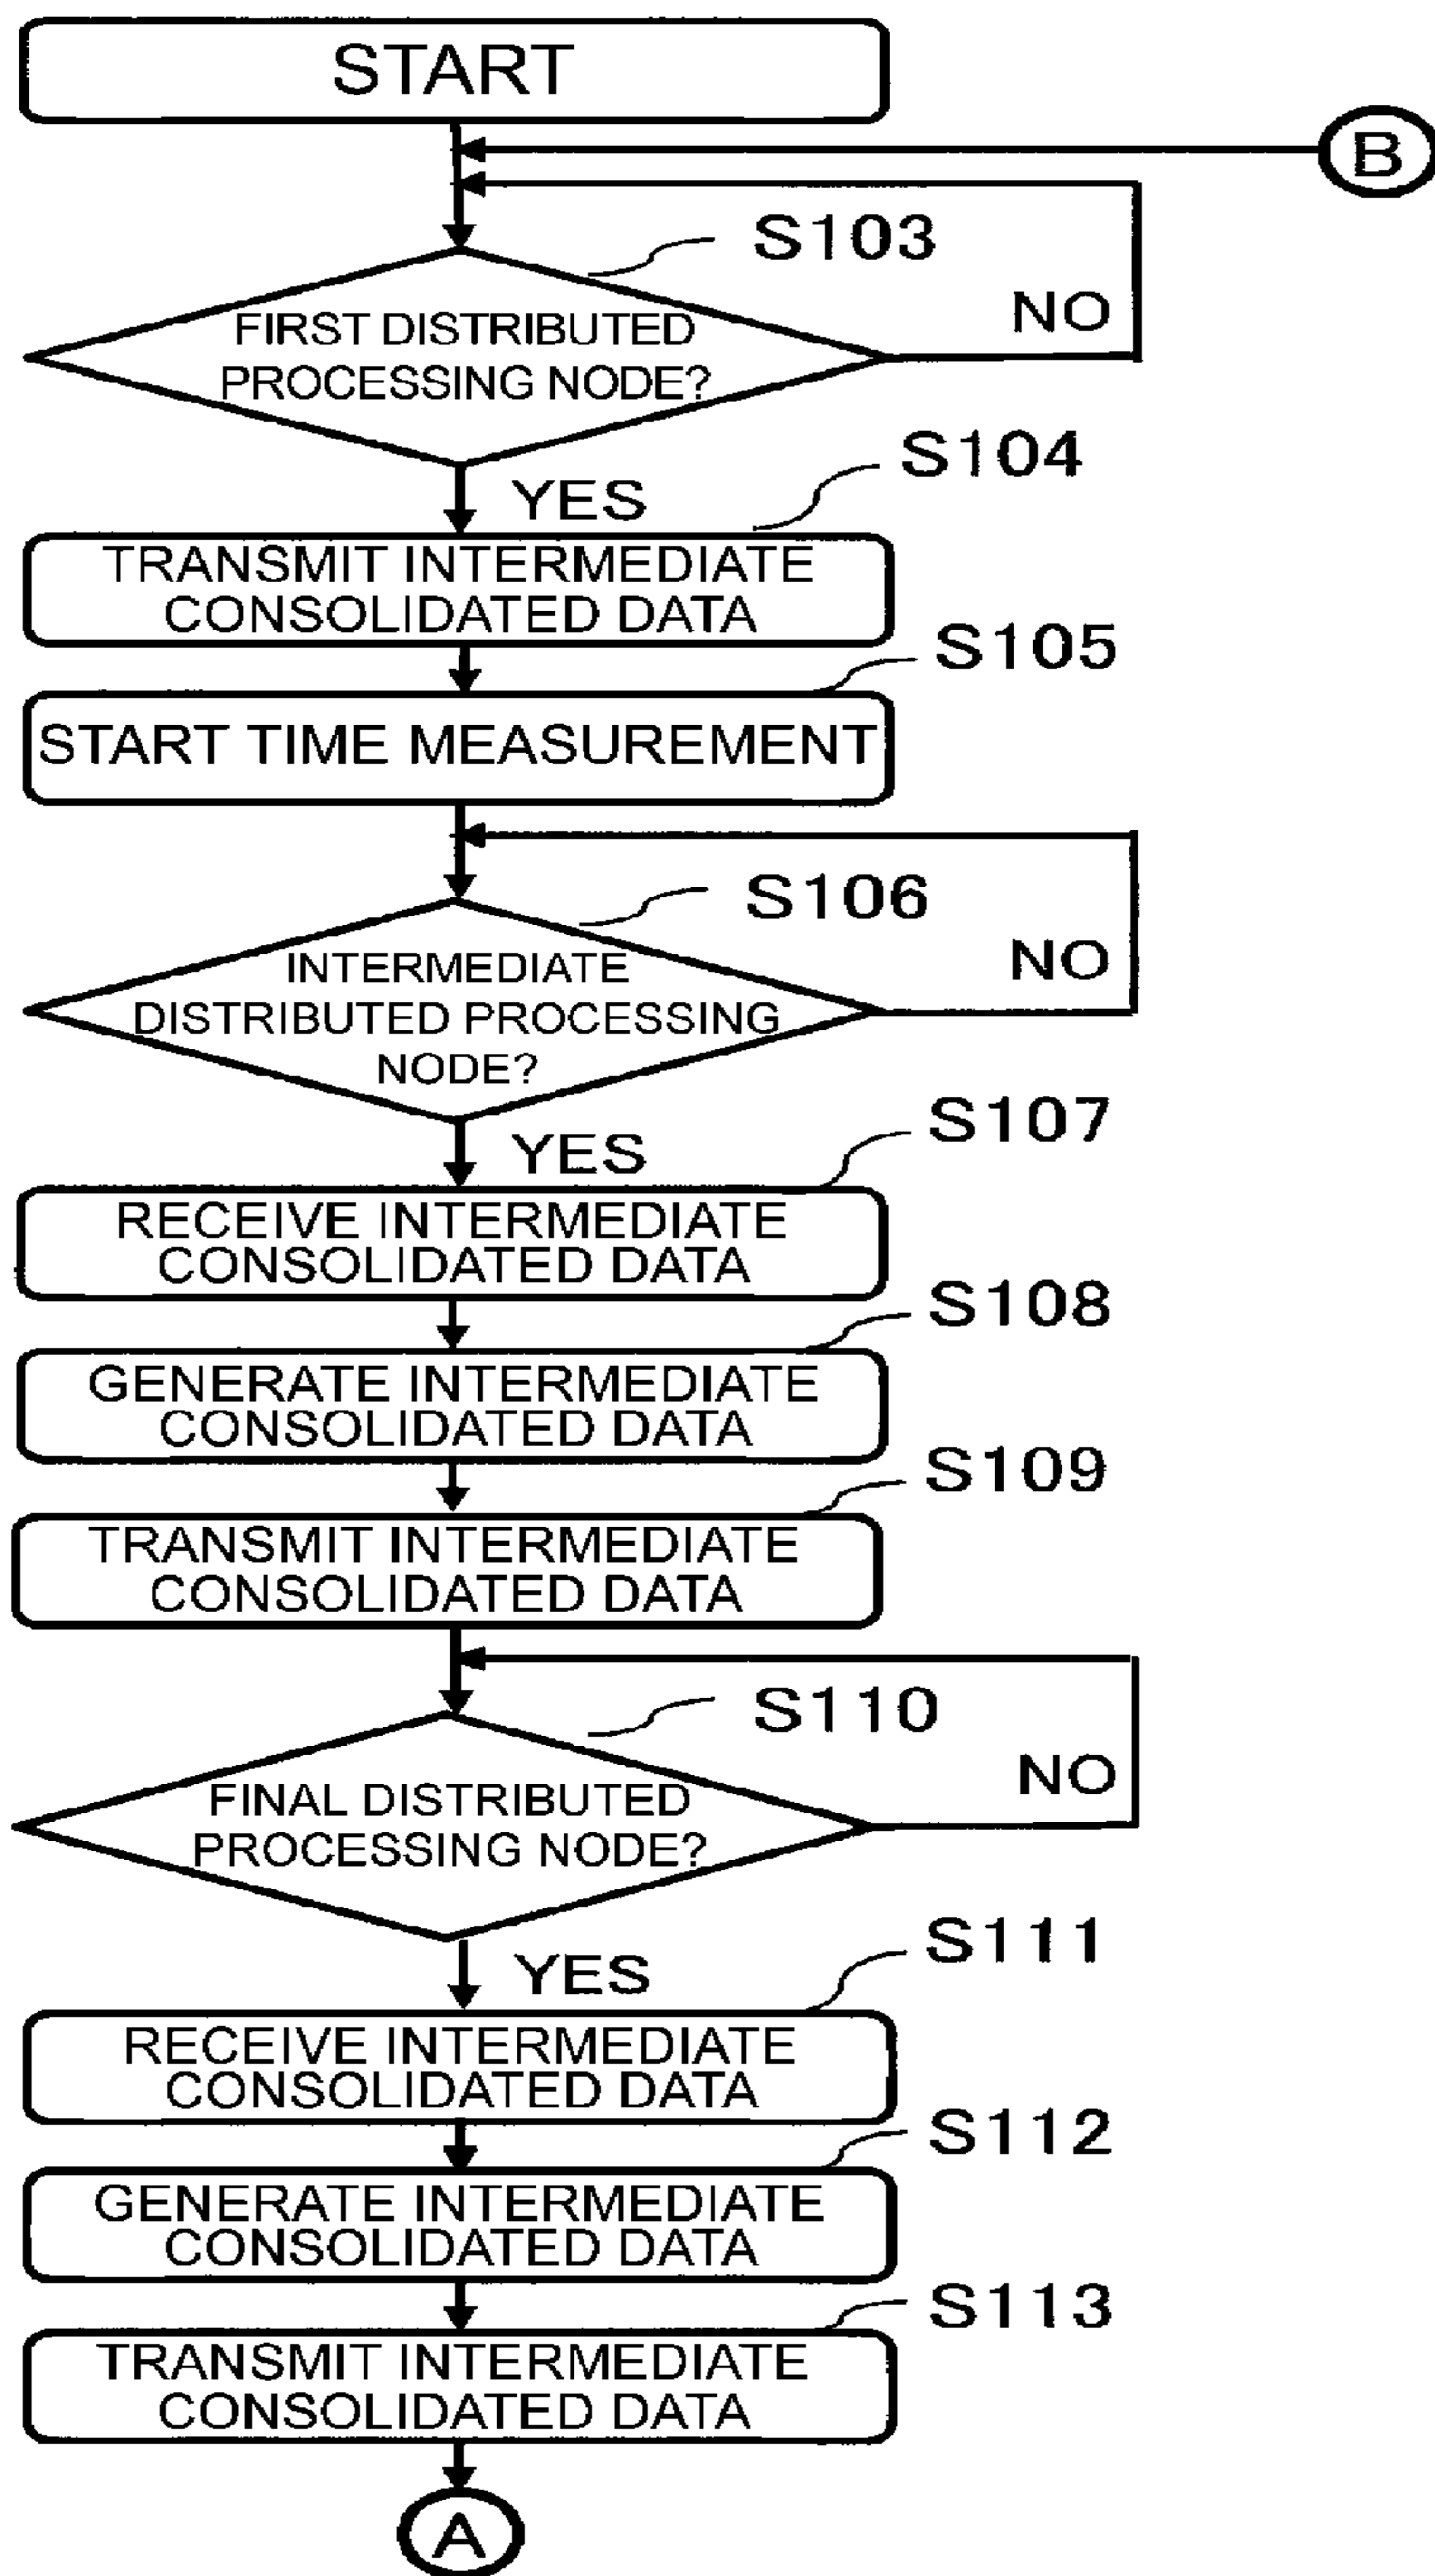 START
B
S103
FIRST DISTRIBUTED
PROCESSING NODE?
NO
YES
S104
TRANSMIT INTERMEDIATE
CONSOLIDATED DATA
S105
START TIME MEASUREMENT
S106
INTERMEDIATE
DISTRIBUTED PROCESSING
NODE?
NO
YES
S107
RECEIVE INTERMEDIATE
CONSOLIDATED DATA
S108
GENERATE INTERMEDIATE
CONSOLIDATED DATA
S109
TRANSMIT INTERMEDIATE
CONSOLIDATED DATA
S110
FINAL DISTRIBUTED
PROCESSING NODE?
NO
YES
S111
RECEIVE INTERMEDIATE
CONSOLIDATED DATA
S112
GENERATE INTERMEDIATE
CONSOLIDATED DATA
S113
TRANSMIT INTERMEDIATE
CONSOLIDATED DATA
A